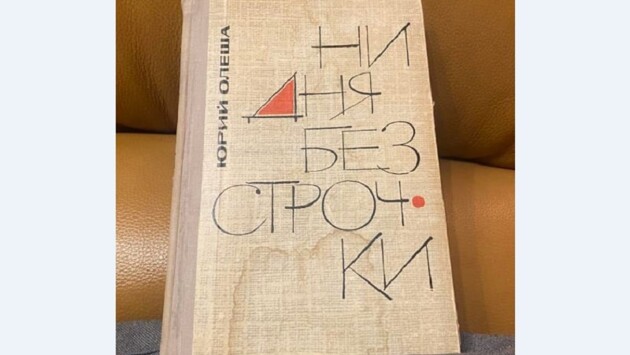 ЮРИЙ ОЛЕША
НИ
ДНЯ
БЕЗ
СТРОЧ•
КИ